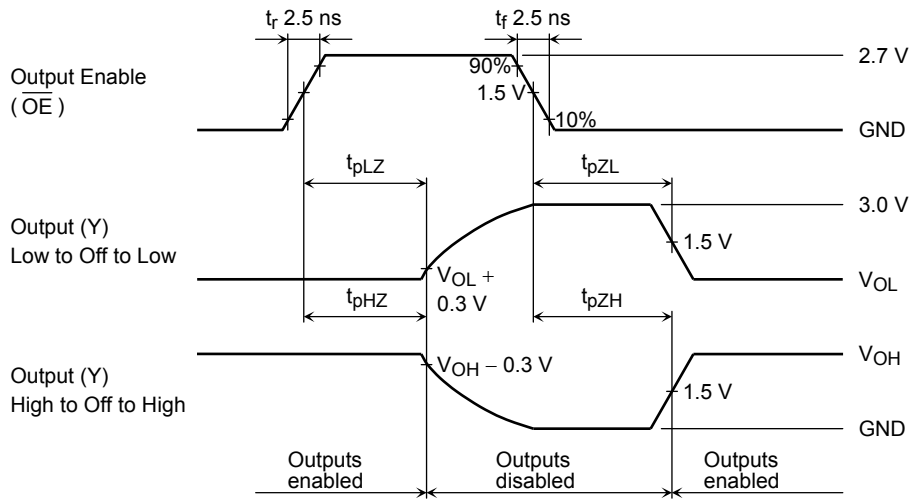 tr 2.5 ns
tf 2.5 ns
2.7 V
Output Enable
( OE )
90%
1.5 V
10%
GND
tpLZ
tpZL
3.0 V
Output (Y)
Low to Off to Low
1.5 V
VOL +
0.3 V
VOL
tpHZ
tpZH
VOH
VOH − 0.3 V
Output (Y)
High to Off to High
1.5 V
GND
Outputs
enabled
Outputs
disabled
Outputs
enabled